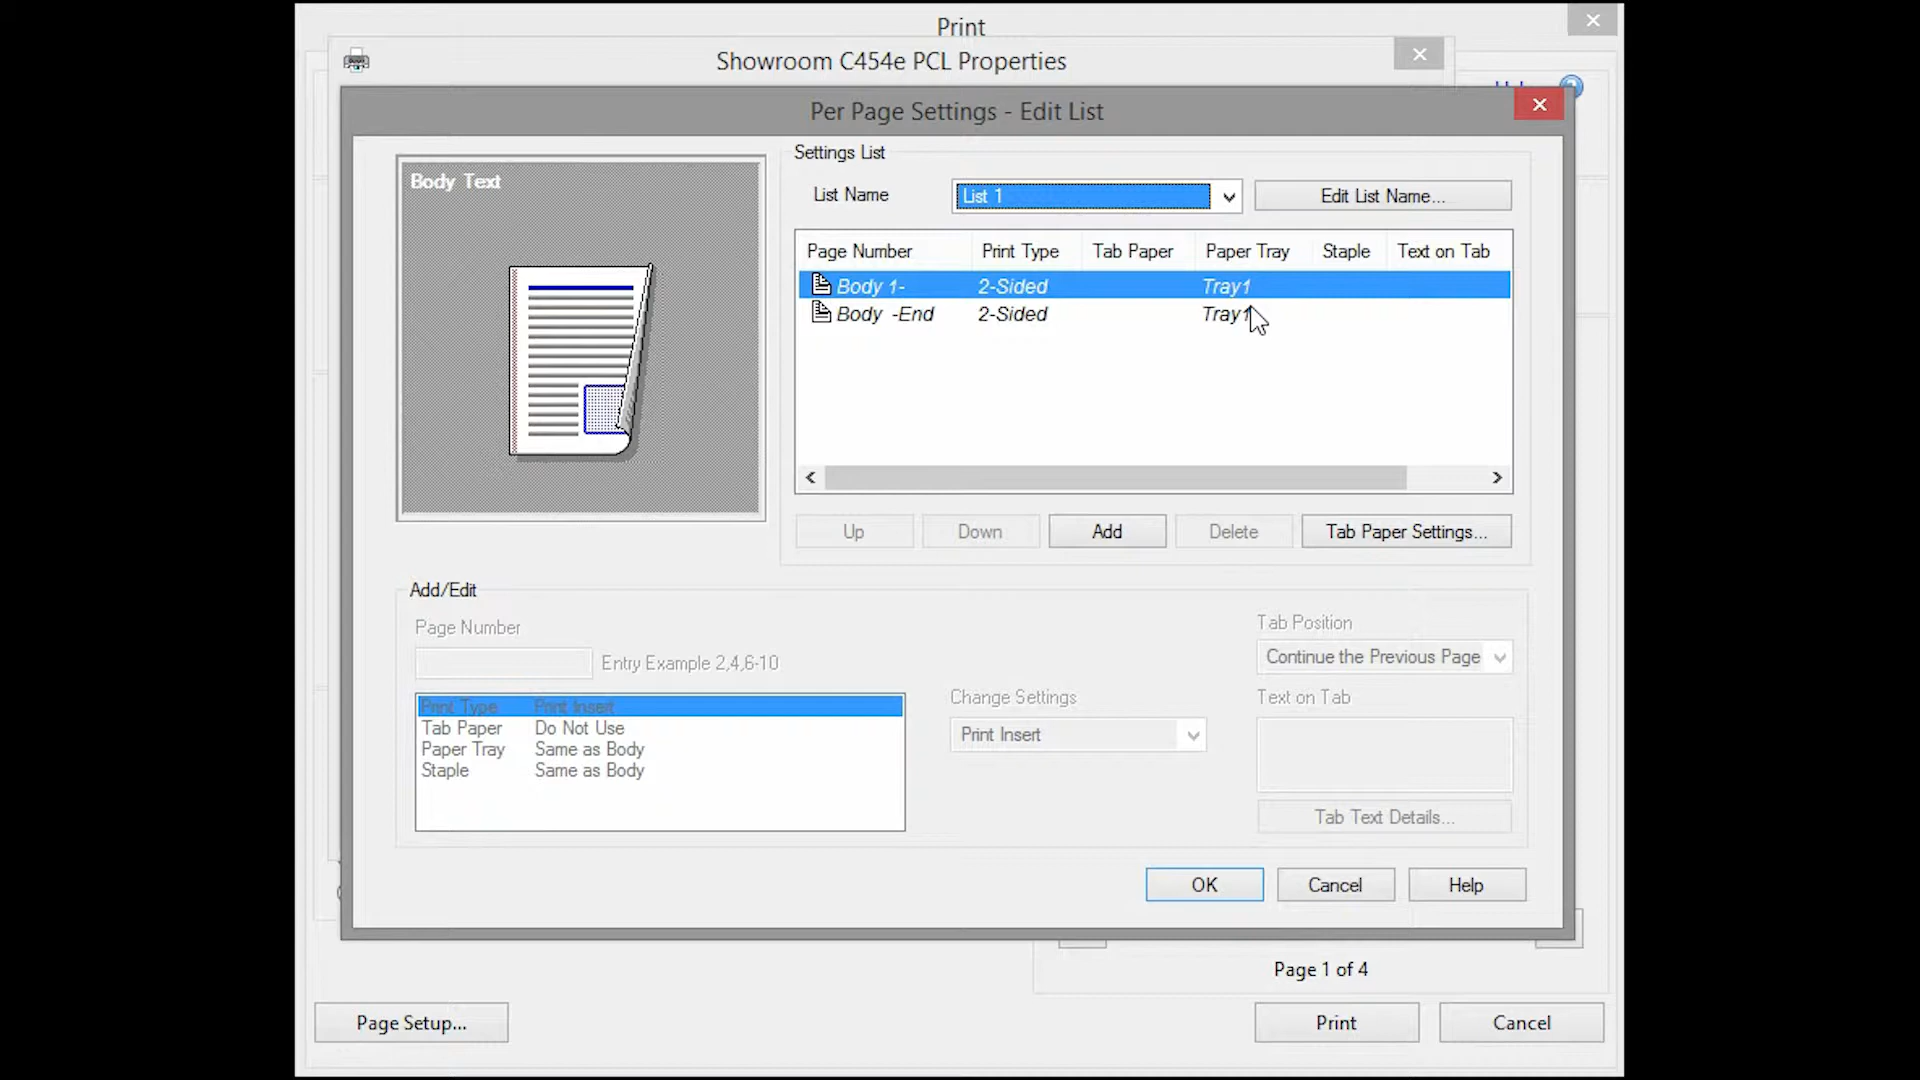 Print
Showroom C454e PCL Properties
Per Page Settings - Edit List
Body Text
Settings List
List Name
List 1
Edit List Name...
Page Number Print Type Tab Paper Paper Tray Staple Text on Tab
Body 1- 2-Sided Tray1
Body -End 2-Sided Tray1
Up
Down
Add
Delete
Tab Paper Settings...
Add/Edit
Page Number
Entry Example 2,4,6-10
Print Type Print Insert
Tab Paper Do Not Use
Paper Tray Same as Body
Staple Same as Body
Change Settings
Print Insert
Tab Position
Continue the Previous Page
Text on Tab
Tab Text Details...
OK
Cancel
Help
Page 1 of 4
Page Setup...
Print
Cancel